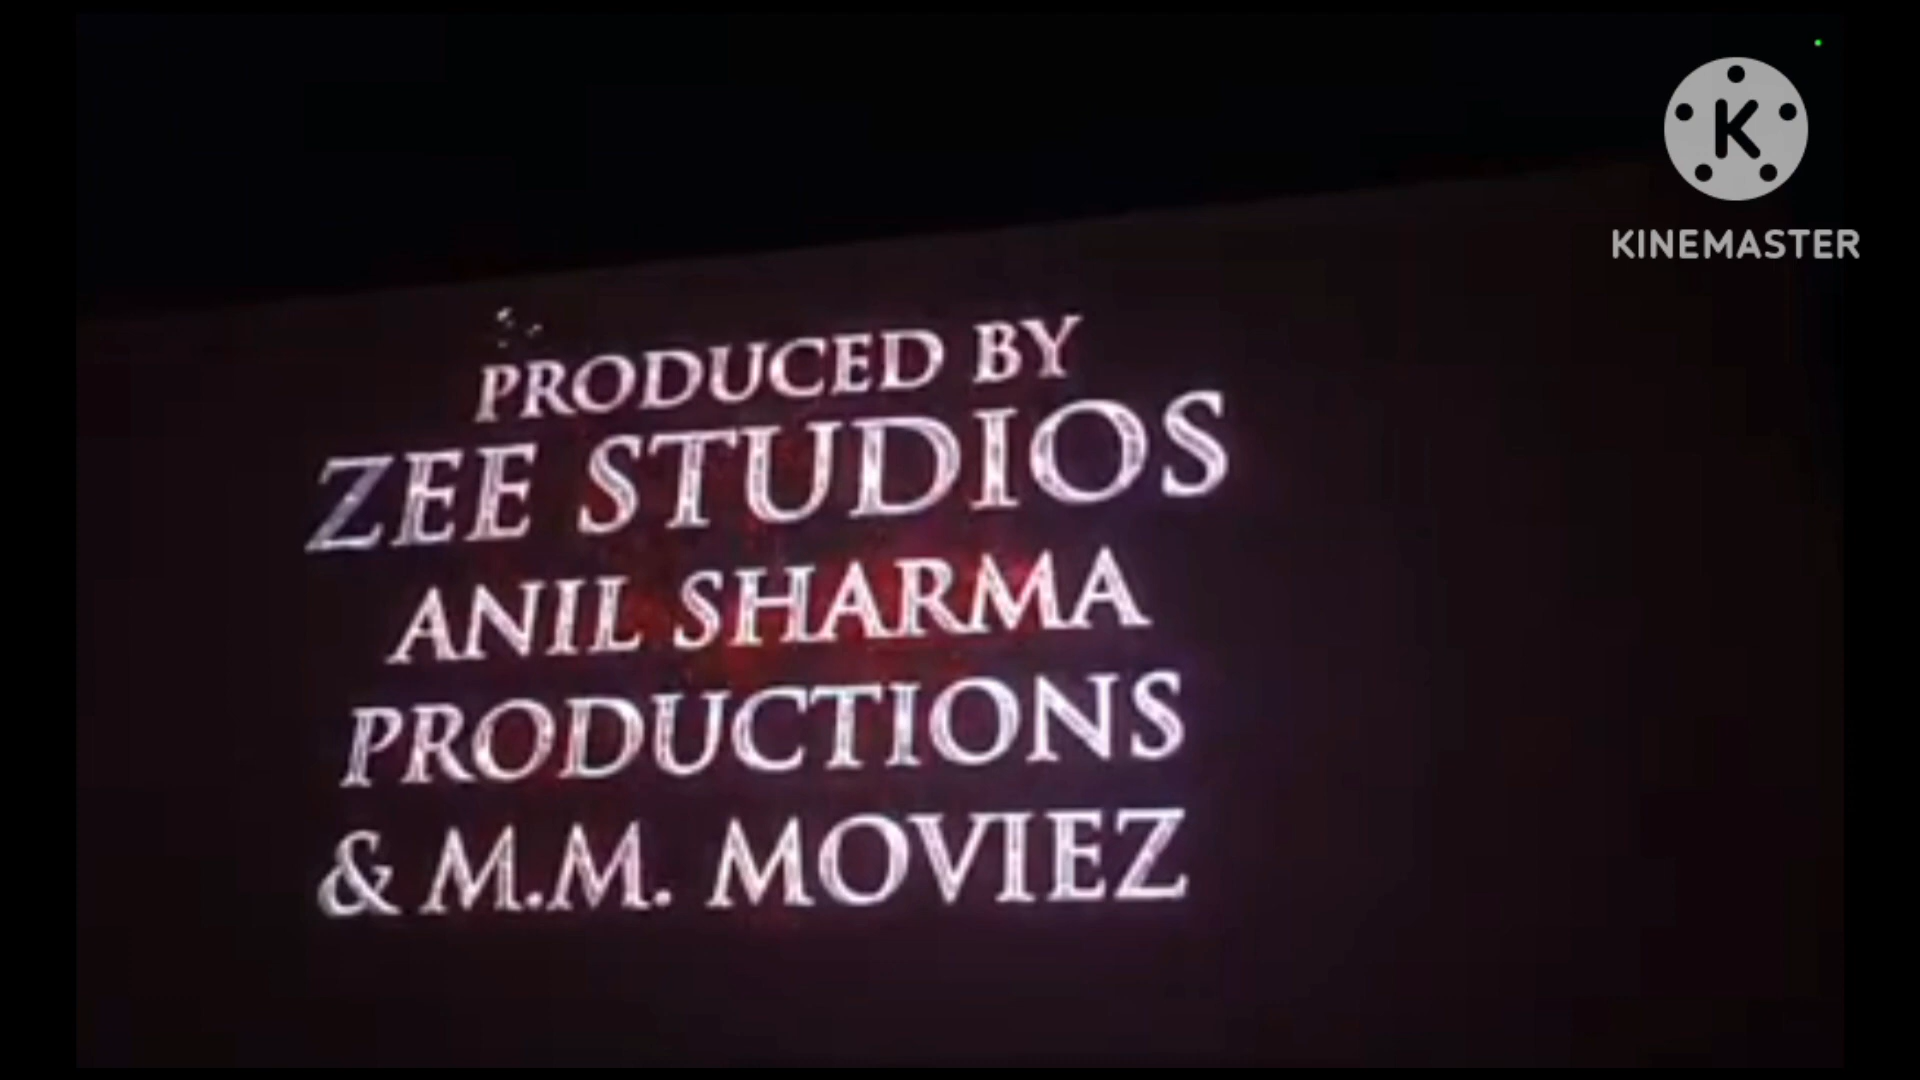 K
KINEMASTER
PRODUCED BY
ZEE STUDIOS
ANIL SHARMA
PRODUCTIONS
& M.M. MOVIEZ